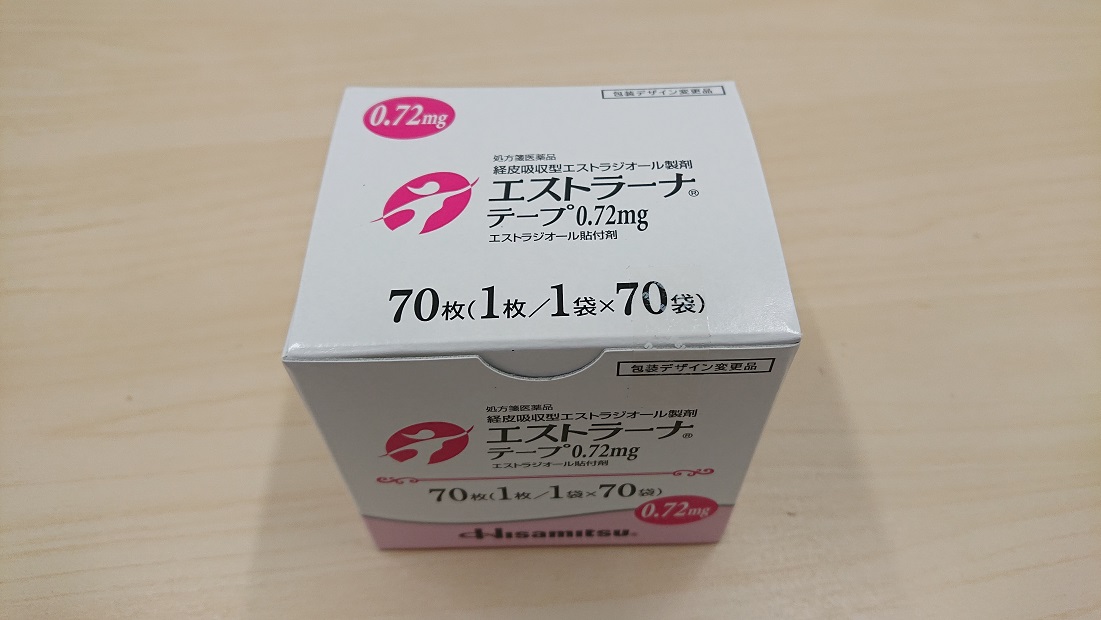 0.72mg
包装デザイン変更品
処方箋医薬品
経皮吸収型エストラジオール製剤
エストラーナ®
テープ0.72mg
エストラジオール貼付剤
70枚(1枚/1袋×70袋)
包装デザイン変更品
処方箋医薬品
経皮吸収型エストラジオール製剤
エストラーナ®
テープ0.72mg
エストラジオール貼付剤
70枚(1枚/1袋×70袋)
0.72mg
Hisamitsu®